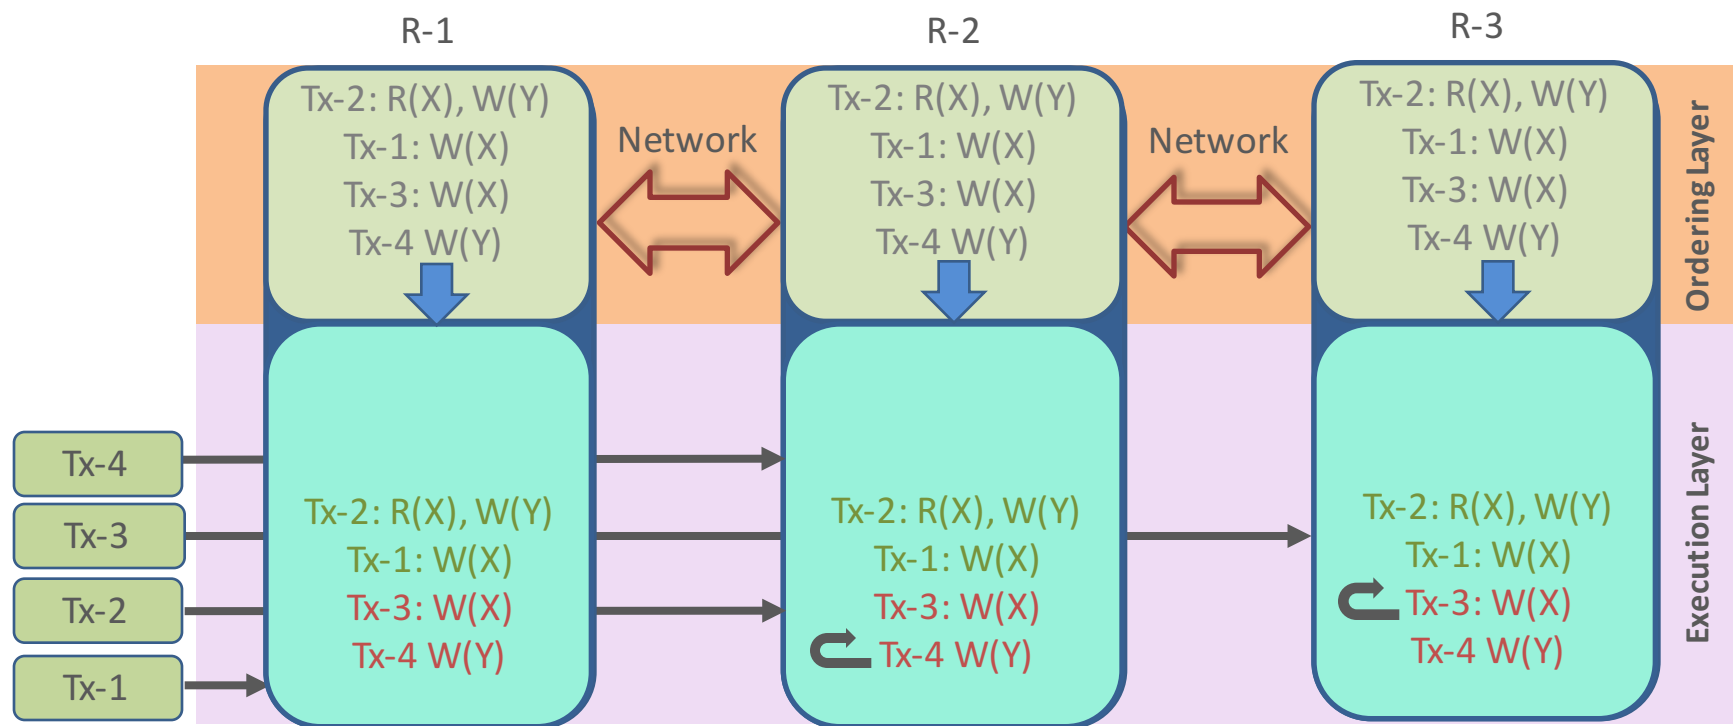 R-1
R-2
R-3
Tx-2: R(X), W(Y)
Tx-1: W(X)
Tx-3: W(X)
Tx-4 W(Y)
Network
Tx-2: R(X), W(Y)
Tx-1: W(X)
Tx-3: W(X)
Tx-4 W(Y)
Network
Tx-2: R(X), W(Y)
Tx-1: W(X)
Tx-3: W(X)
Tx-4 W(Y)
Ordering Layer
Tx-4
Tx-3
Tx-2
Tx-1
Tx-2: R(X), W(Y)
Tx-1: W(X)
Tx-3: W(X)
Tx-4 W(Y)
Tx-2: R(X), W(Y)
Tx-1: W(X)
Tx-3: W(X)
Tx-4 W(Y)
Tx-2: R(X), W(Y)
Tx-1: W(X)
Tx-3: W(X)
Tx-4 W(Y)
Execution Layer